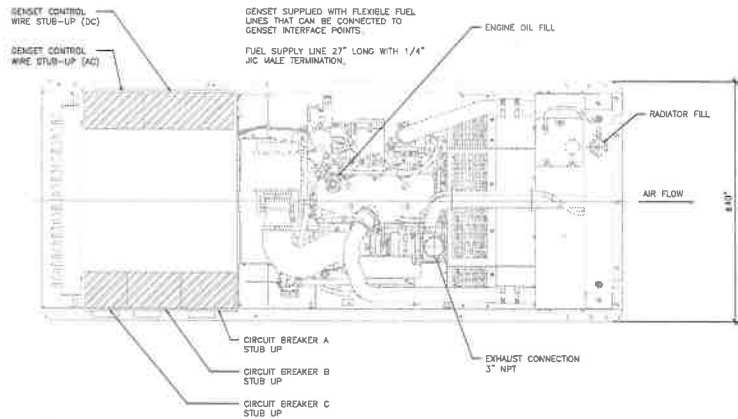 GENSET CONTROL
WIRE STUB-UP (DC)
GENSET CONTROL
WIRE STUB-UP (AC)
GENSET SUPPLIED WITH FLEXIBLE FUEL
LINES THAT CAN BE CONNECTED TO
GENSET INTERFACE POINTS.
FUEL SUPPLY LINE 27" LONG WITH 1/4"
JIC MALE TERMINATION.
ENGINE OIL FILL
RADIATOR FILL
AIR FLOW
CIRCUIT BREAKER A
STUB UP
CIRCUIT BREAKER B
STUB UP
CIRCUIT BREAKER C
STUB UP
EXHAUST CONNECTION
3" NPT